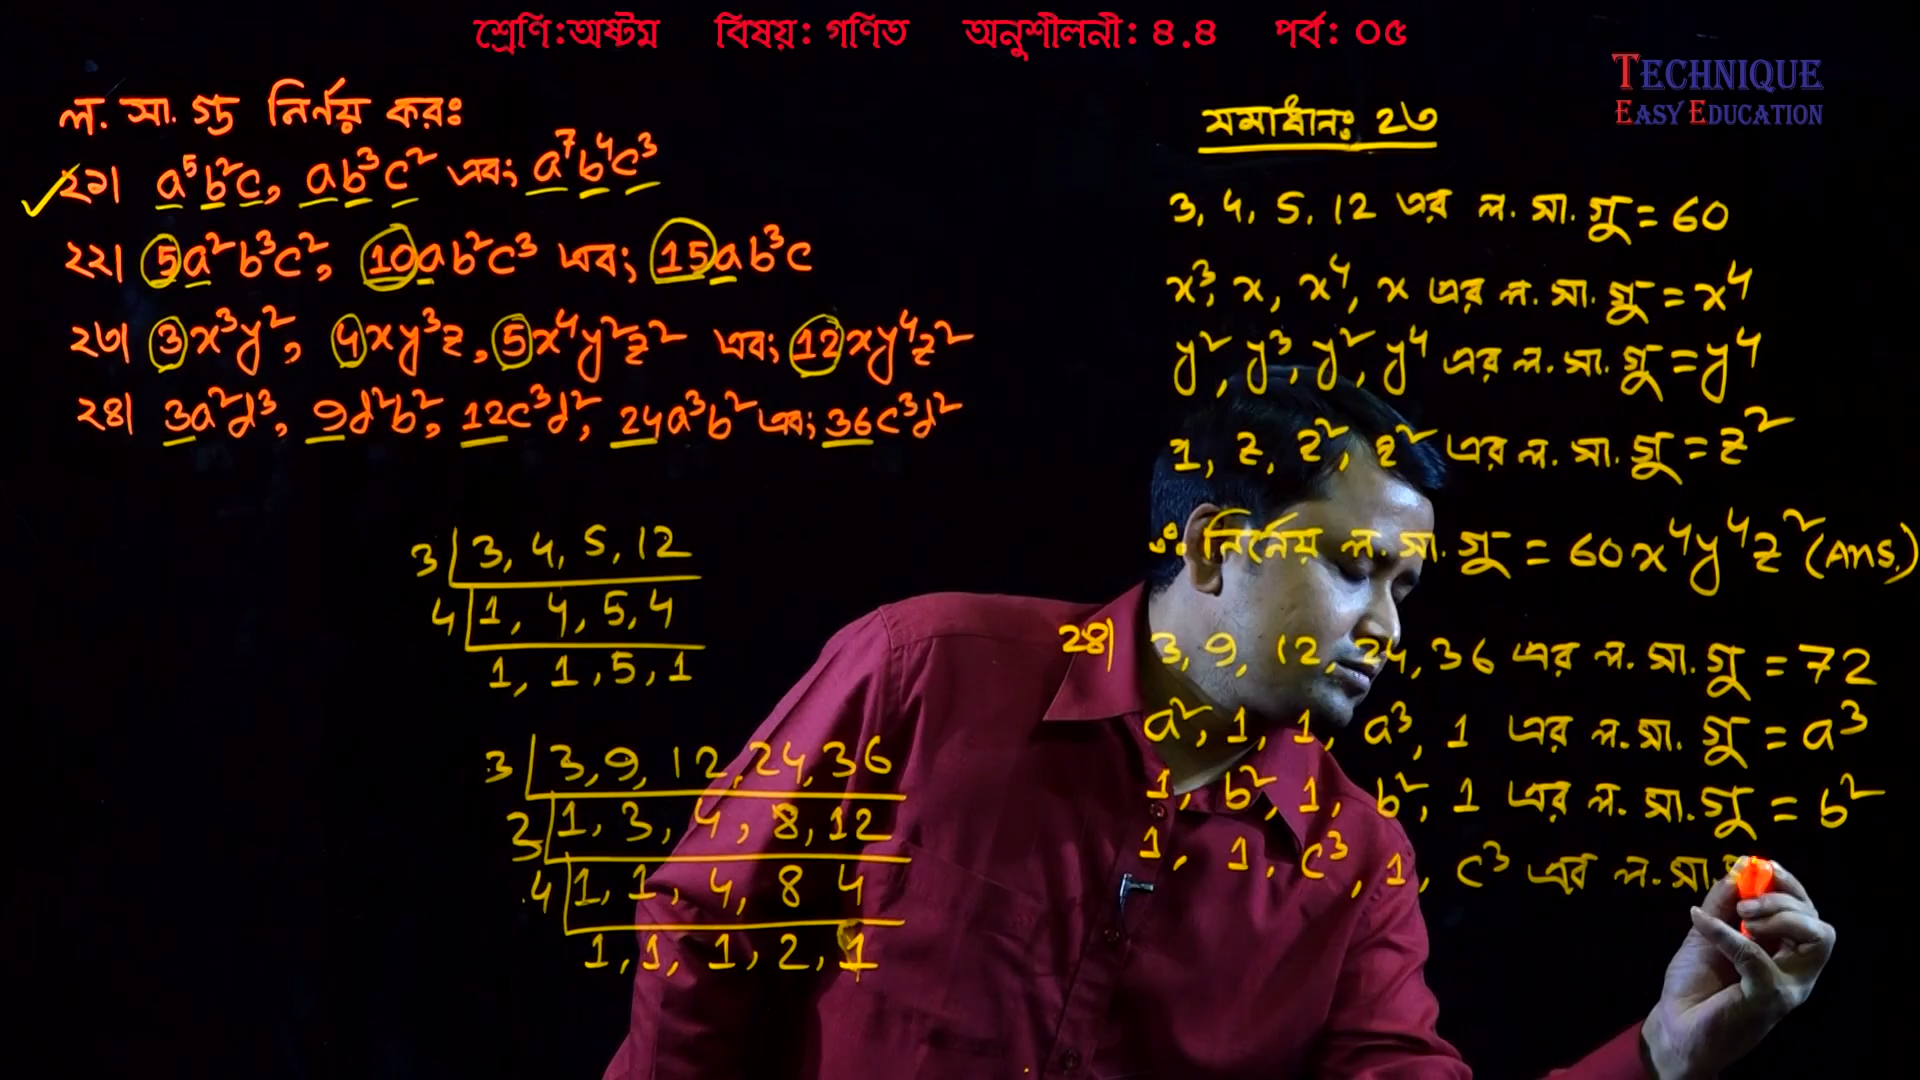 শ্রেণি:অষ্টম বিষয়: গণিত অনুশীলনী: ৪.৪ পর্ব: ০৫
TECHNIQUE
EASY EDUCATION
ল. সা. গু নির্ণয় করঃ
২১। a⁵b²c, ab³c² এবং a⁷b⁴c³
২২। 5a²b³c², 10ab²c³ এবং 15ab³c
২৩। 3x³y², 4xy³z, 5x⁴y²z² এবং 12xy⁴z²
২৪। 3a²d³, 9d²b², 12c³d², 24a³b² এবং 36c³d²
3 | 3, 4, 5, 12
4 | 1, 4, 5, 4
1, 1, 5, 1
3 | 3, 9, 12, 24, 36
3 | 1, 3, 4, 8, 12
4 | 1, 1, 4, 8 4
1, 1, 1, 2, 1
সমাধানঃ ২৩
3, 4, 5, 12 এর ল. সা. গু = 60
x³, x, x⁴, x এর ল. সা. গু = x⁴
y², y³, y², y⁴ এর ল. সা. গু = y⁴
1, z, z², z² এর ল. সা. গু = z²
∴ নির্নেয় ল. সা. গু = 60x⁴y⁴z² (Ans.)
২৪। 3, 9, 12, 24, 36 এর ল. সা. গু = 72
a², 1, 1, a³, 1 এর ল. সা. গু = a³
1, b², 1, b², 1 এর ল. সা. গু = b²
1, 1, c³, 1, c³ এর ল. সা.